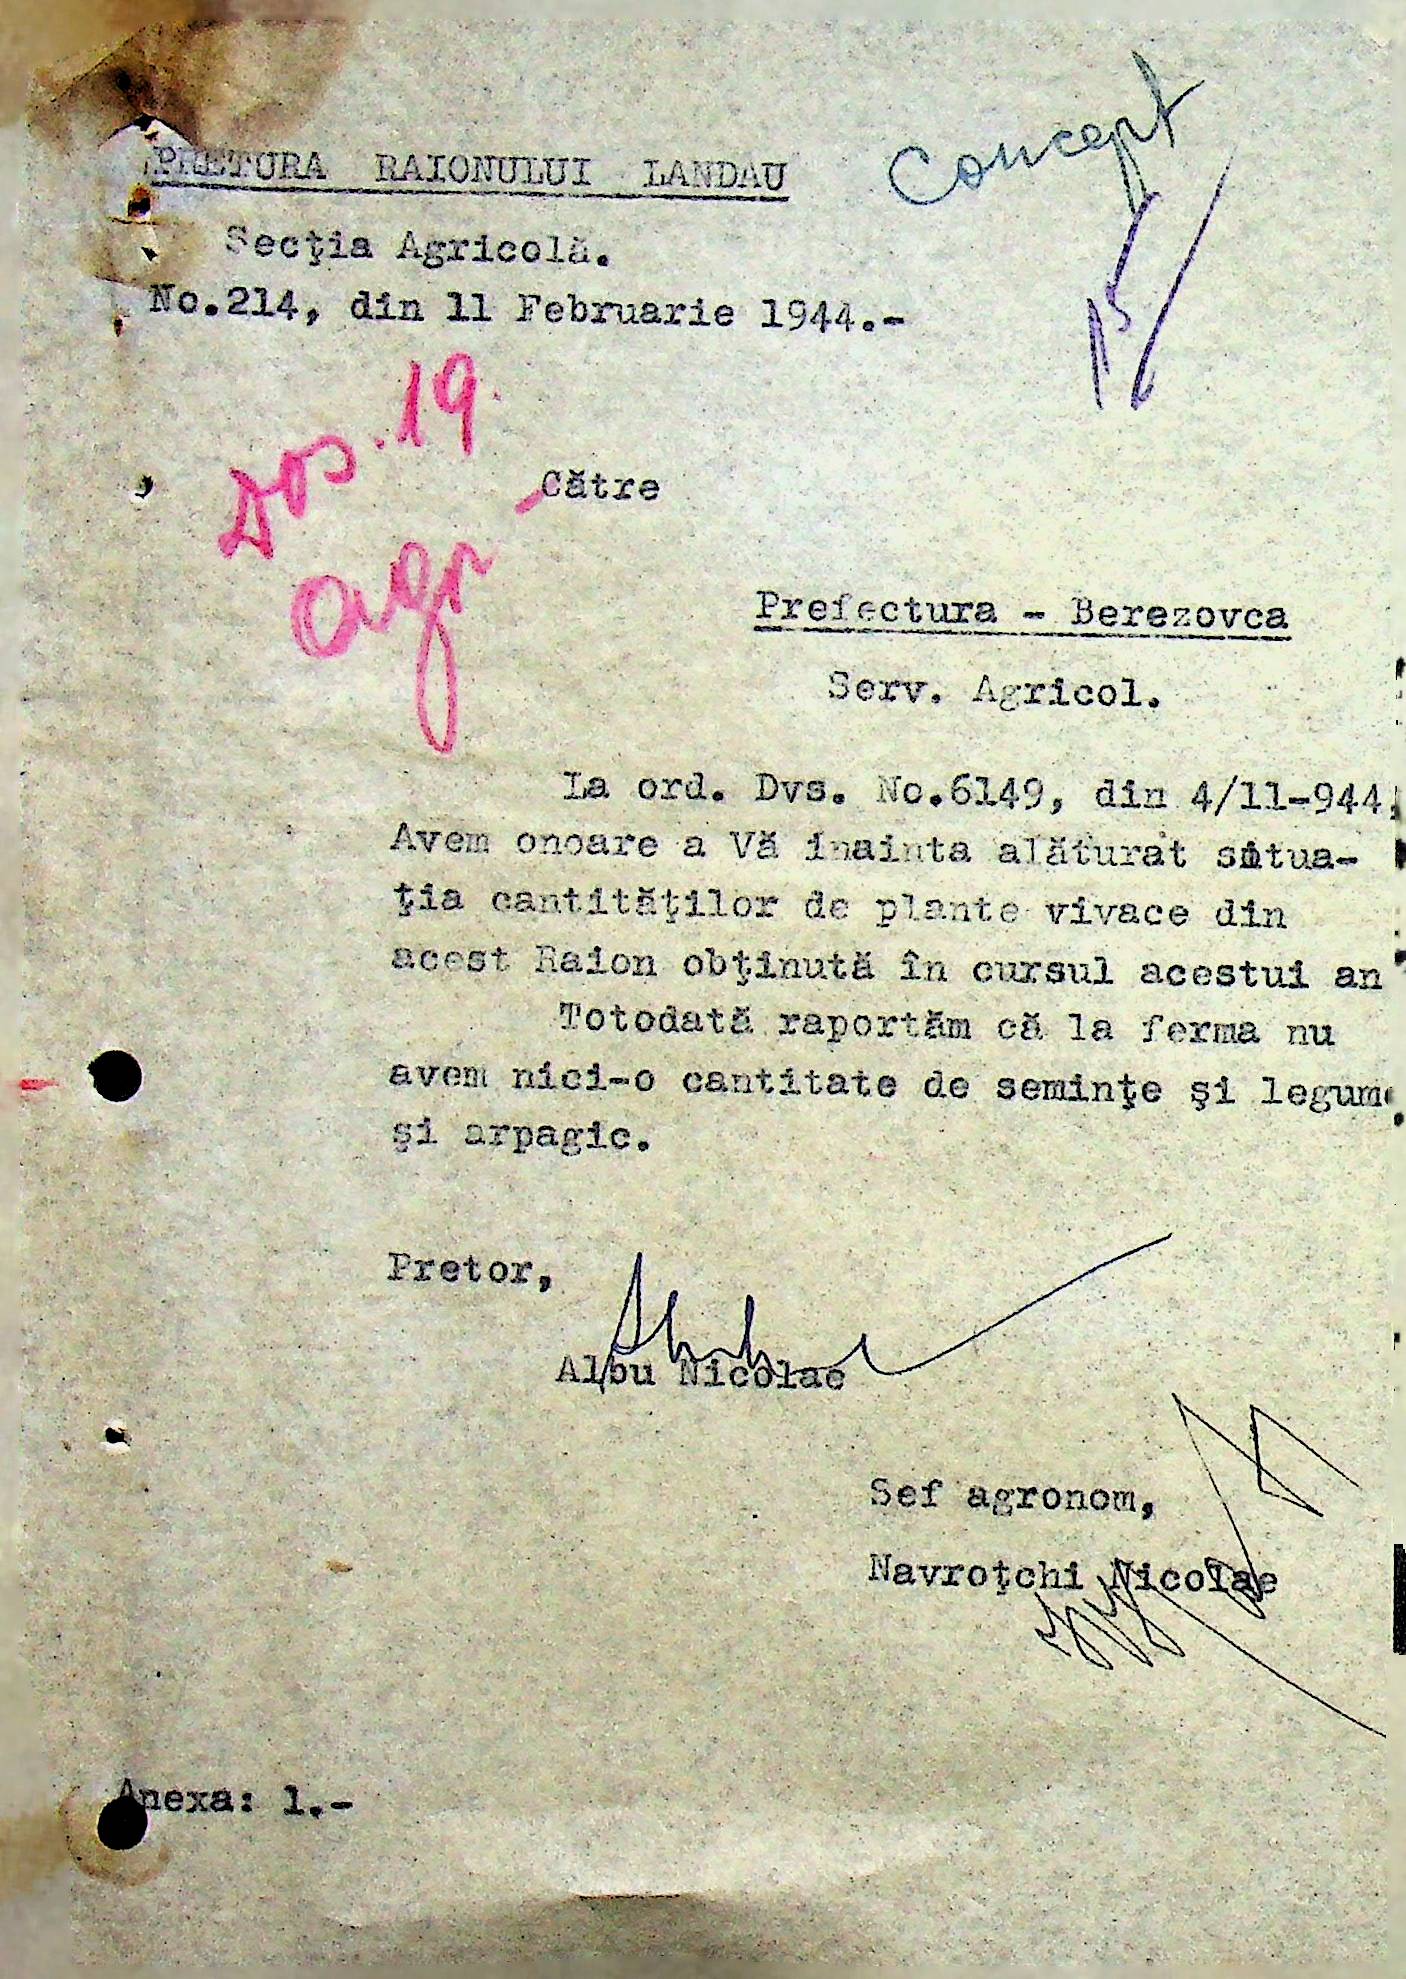 Concept
PRETURA RAIONULUI LANDAU
Secţia Agricolă.
No.214, din 11 Februarie 1944.-
Dos. 19
agr
Către
Prefectura - Berezovca
Serv. Agricol.
La ord. Dvs. No.6149, din 4/11-944,
Avem onoare a Vă înainta alăturat situa-
ţia cantităţilor de plante vivace din
acest Raion obţinută în cursul acestui an
Totodată raportăm că la ferma nu
avem nici-o cantitate de seminţe şi legume
şi arpagic.
Pretor,
Albu Nicolae
Sef agronom,
Navroţchi Nicolae
Anexa: 1.-